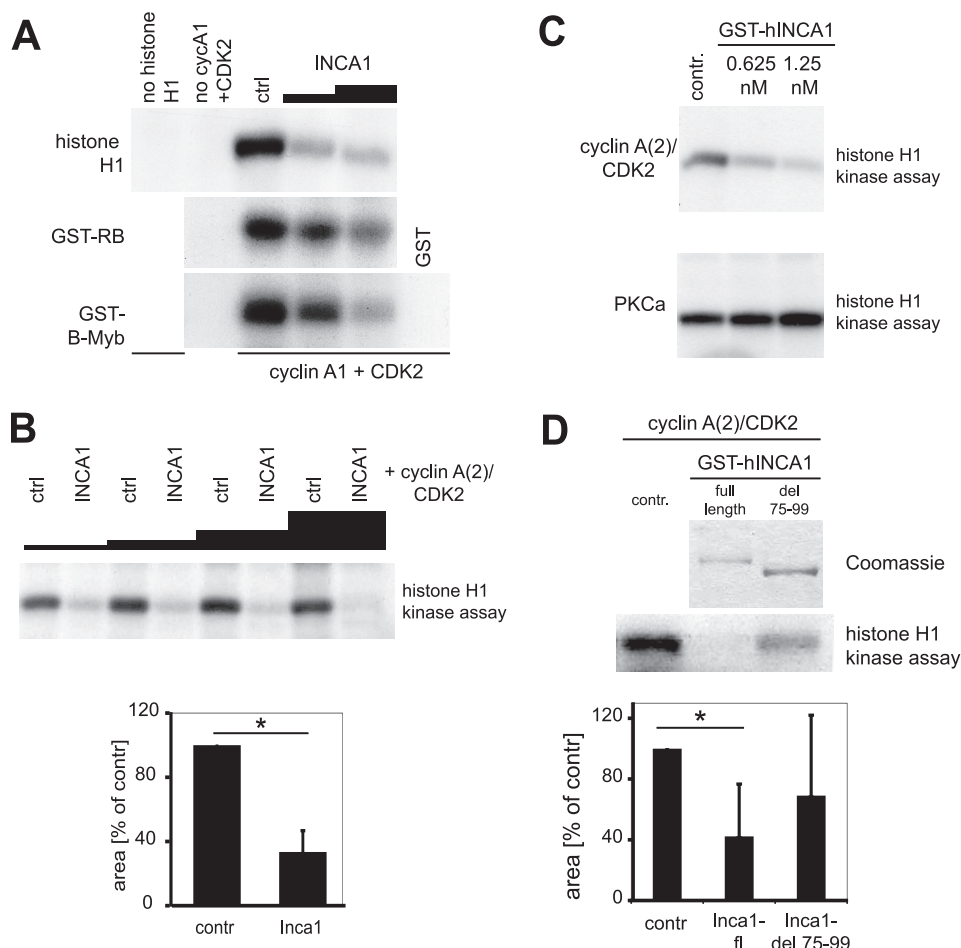 A
no histone
H1
no cycA1
+CDK2
ctrl
INCA1
histone
H1
GST-RB
GST
GST-
B-Myb
cyclin A1 + CDK2
B
ctrl
INCA1
ctrl
INCA1
ctrl
INCA1
ctrl
INCA1
+ cyclin A(2)/
CDK2
histone H1
kinase assay
area [% of contr]
120
80
40
0
*
contr
Inca1
C
GST-hINCA1
contr.
0.625
nM
1.25
nM
cyclin A(2)/
CDK2
histone H1
kinase assay
PKCa
histone H1
kinase assay
D
cyclin A(2)/CDK2
GST-hINCA1
contr.
full
length
del
75-99
Coomassie
histone H1
kinase assay
area [% of contr]
120
80
40
0
*
contr
Inca1-
fl
Inca1-
del 75-99